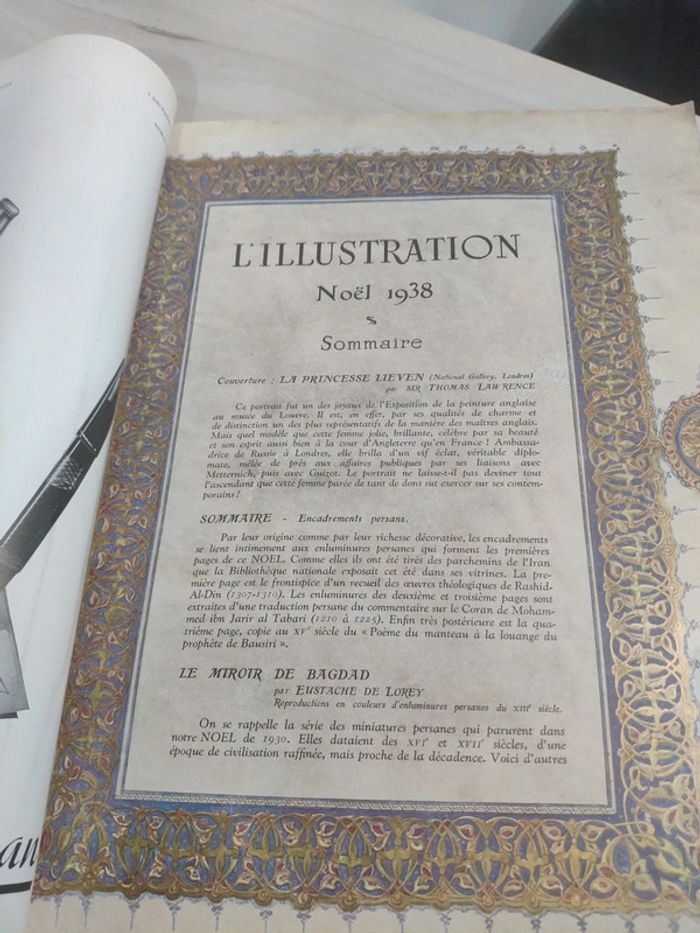 L'ILLUSTRATION
Noël 1938
Sommaire
Couverture : LA PRINCESSE LIEVEN (National Gallery, Londres)
par SIR THOMAS LAWRENCE
Ce portrait fut un des joyaux de l'Exposition de la peinture anglaise
au musée du Louvre. Il est, en effet, par ses qualités de charme et
de distinction un des plus représentatifs de la manière des maîtres anglais.
Mais quel modèle que cette femme jolie, brillante, célèbre par sa beauté
et son esprit aussi bien à la cour d'Angleterre qu'en France ! Ambassa-
drice de Russie à Londres, elle brilla d'un vif éclat, véritable diplo-
mate, mêlée de près aux affaires publiques par ses liaisons avec
Metternich, puis avec Guizot. Le portrait ne laisse-t-il pas deviner tout
l'ascendant que cette femme parée de tant de dons sut exercer sur ses contem-
porains ?
SOMMAIRE - Encadrements persans.
Par leur origine comme par leur richesse décorative, les encadrements
se lient intimement aux enluminures persanes qui forment les premières
pages de ce NOEL. Comme elles ils ont été tirés des parchemins de l'Iran
que la Bibliothèque nationale exposait cet été dans ses vitrines. La pre-
mière page est le frontispice d'un recueil des œuvres théologiques de Rashid-
Al-Din (1307-1310). Les enluminures des deuxième et troisième pages sont
extraites d'une traduction persane du commentaire sur le Coran de Moham-
med ibn Jarir al Tabari (1210 à 1225). Enfin très postérieure est la qua-
trième page, copie au XVe siècle du « Poème du manteau à la louange du
prophète de Bausiri ».
LE MIROIR DE BAGDAD
par EUSTACHE DE LOREY
Reproductions en couleurs d'enluminures persanes du XIIIe siècle.
On se rappelle la série des miniatures persanes qui parurent dans
notre NOEL de 1930. Elles dataient des XVIe et XVIIe siècles, d'une
époque de civilisation raffinée, mais proche de la décadence. Voici d'autres
an